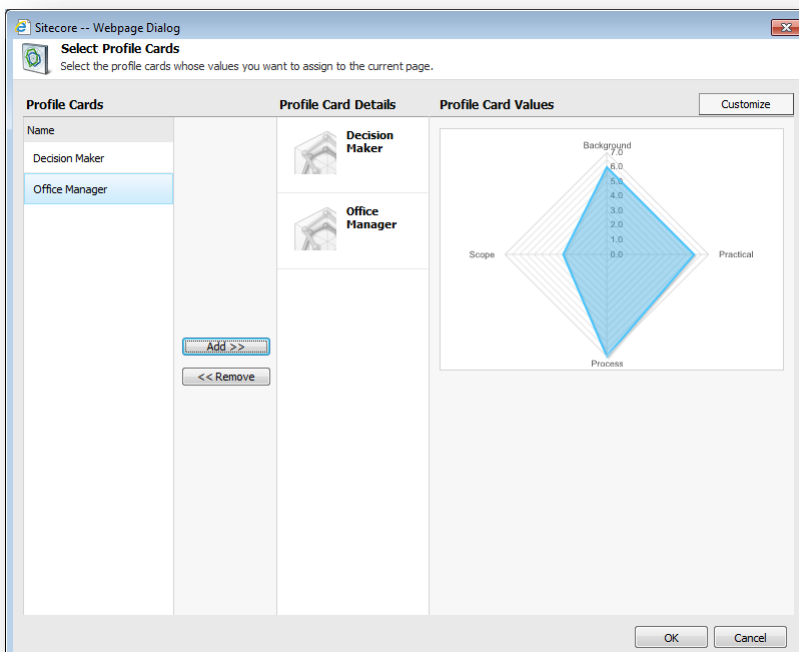 Sitecore -- Webpage Dialog
Select Profile Cards
Select the profile cards whose values you want to assign to the current page.
Profile Cards
Name
Decision Maker
Office Manager
Add >>
<< Remove
Profile Card Details
Decision
Maker
Office
Manager
Profile Card Values
Customize
Background
7.0
6.0
5.0
4.0
3.0
2.0
1.0
0.0
Scope
Practical
Process
OK
Cancel